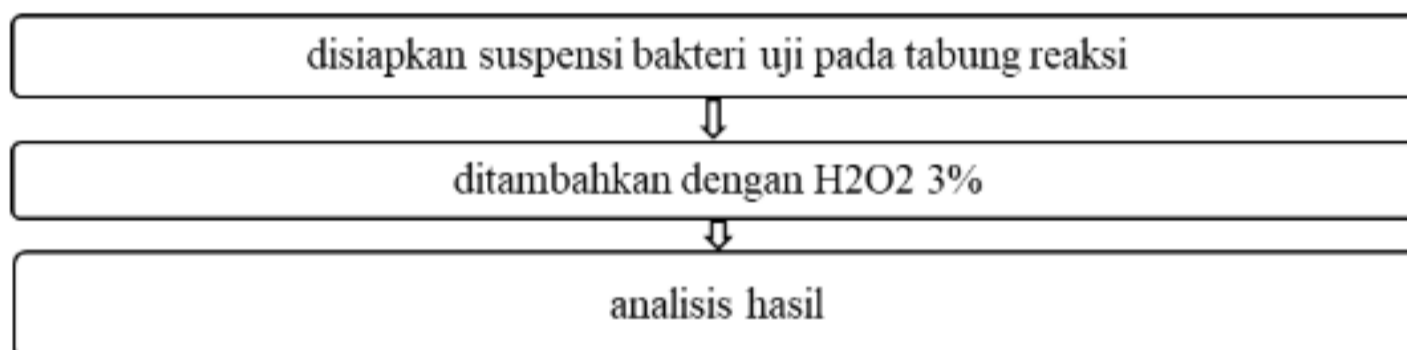 disiapkan suspensi bakteri uji pada tabung reaksi
ditambahkan dengan H2O2 3%
analisis hasil